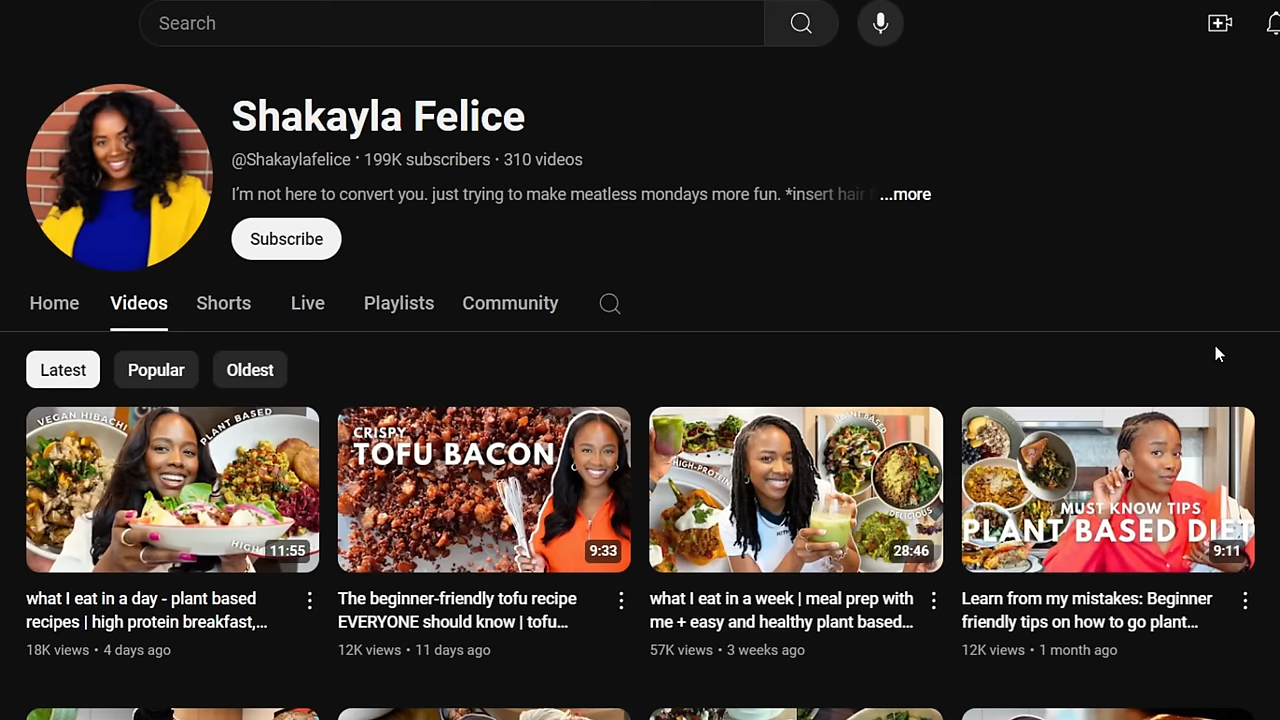 Search
Shakayla Felice
@Shakaylafelice · 199K subscribers · 310 videos
I'm not here to convert you. just trying to make meatless mondays more fun. *insert hair ...more
Subscribe
Home Videos Shorts Live Playlists Community
Latest Popular Oldest
VEGAN HIBACHI
PLANT BASED
HIGH
11:55
CRISPY
TOFU BACON
9:33
PLANT BASED
HIGH-PROTEIN
DELICIOUS
28:46
MUST KNOW TIPS
PLANT BASED DIET
9:11
what I eat in a day - plant based
recipes | high protein breakfast,...
18K views • 4 days ago
The beginner-friendly tofu recipe
EVERYONE should know | tofu...
12K views • 11 days ago
what I eat in a week | meal prep with
me + easy and healthy plant based...
57K views • 3 weeks ago
Learn from my mistakes: Beginner
friendly tips on how to go plant...
12K views • 1 month ago